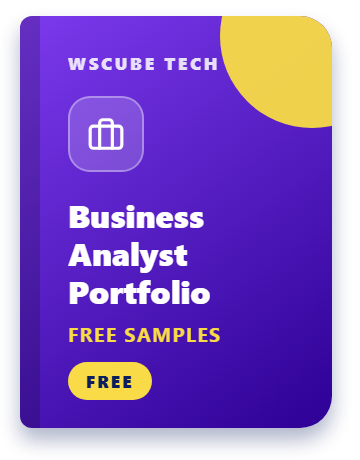 WSCUBE TECH
Business
Analyst
Portfolio
FREE SAMPLES
FREE